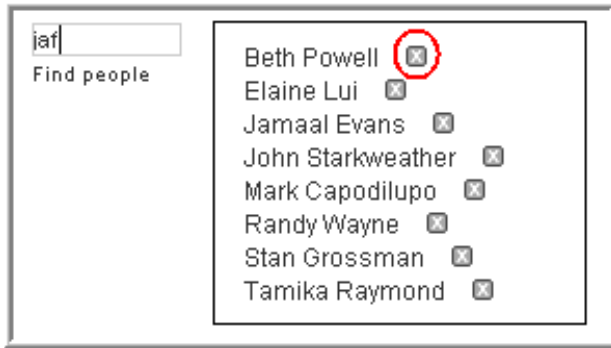 jaf
Find people
Beth Powell x
Elaine Lui x
Jamaal Evans x
John Starkweather x
Mark Capodilupo x
Randy Wayne x
Stan Grossman x
Tamika Raymond x